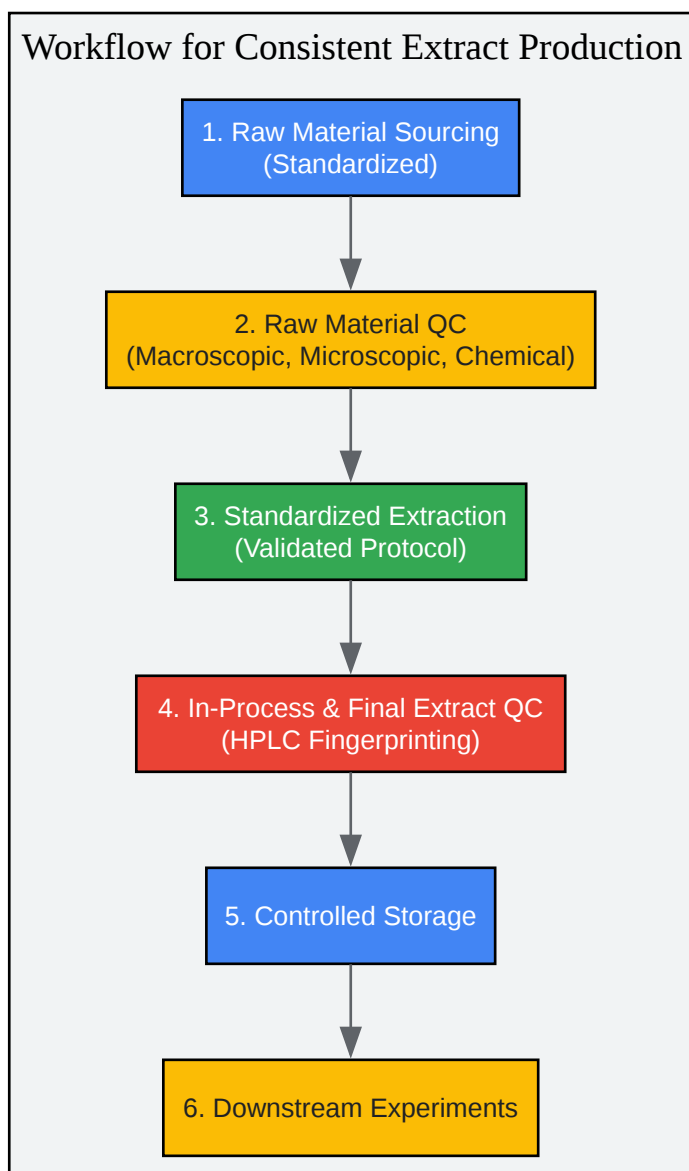 Workflow for Consistent Extract Production
1. Raw Material Sourcing
(Standardized)
2. Raw Material QC
(Macroscopic, Microscopic, Chemical)
3. Standardized Extraction
(Validated Protocol)
4. In-Process & Final Extract QC
(HPLC Fingerprinting)
5. Controlled Storage
6. Downstream Experiments